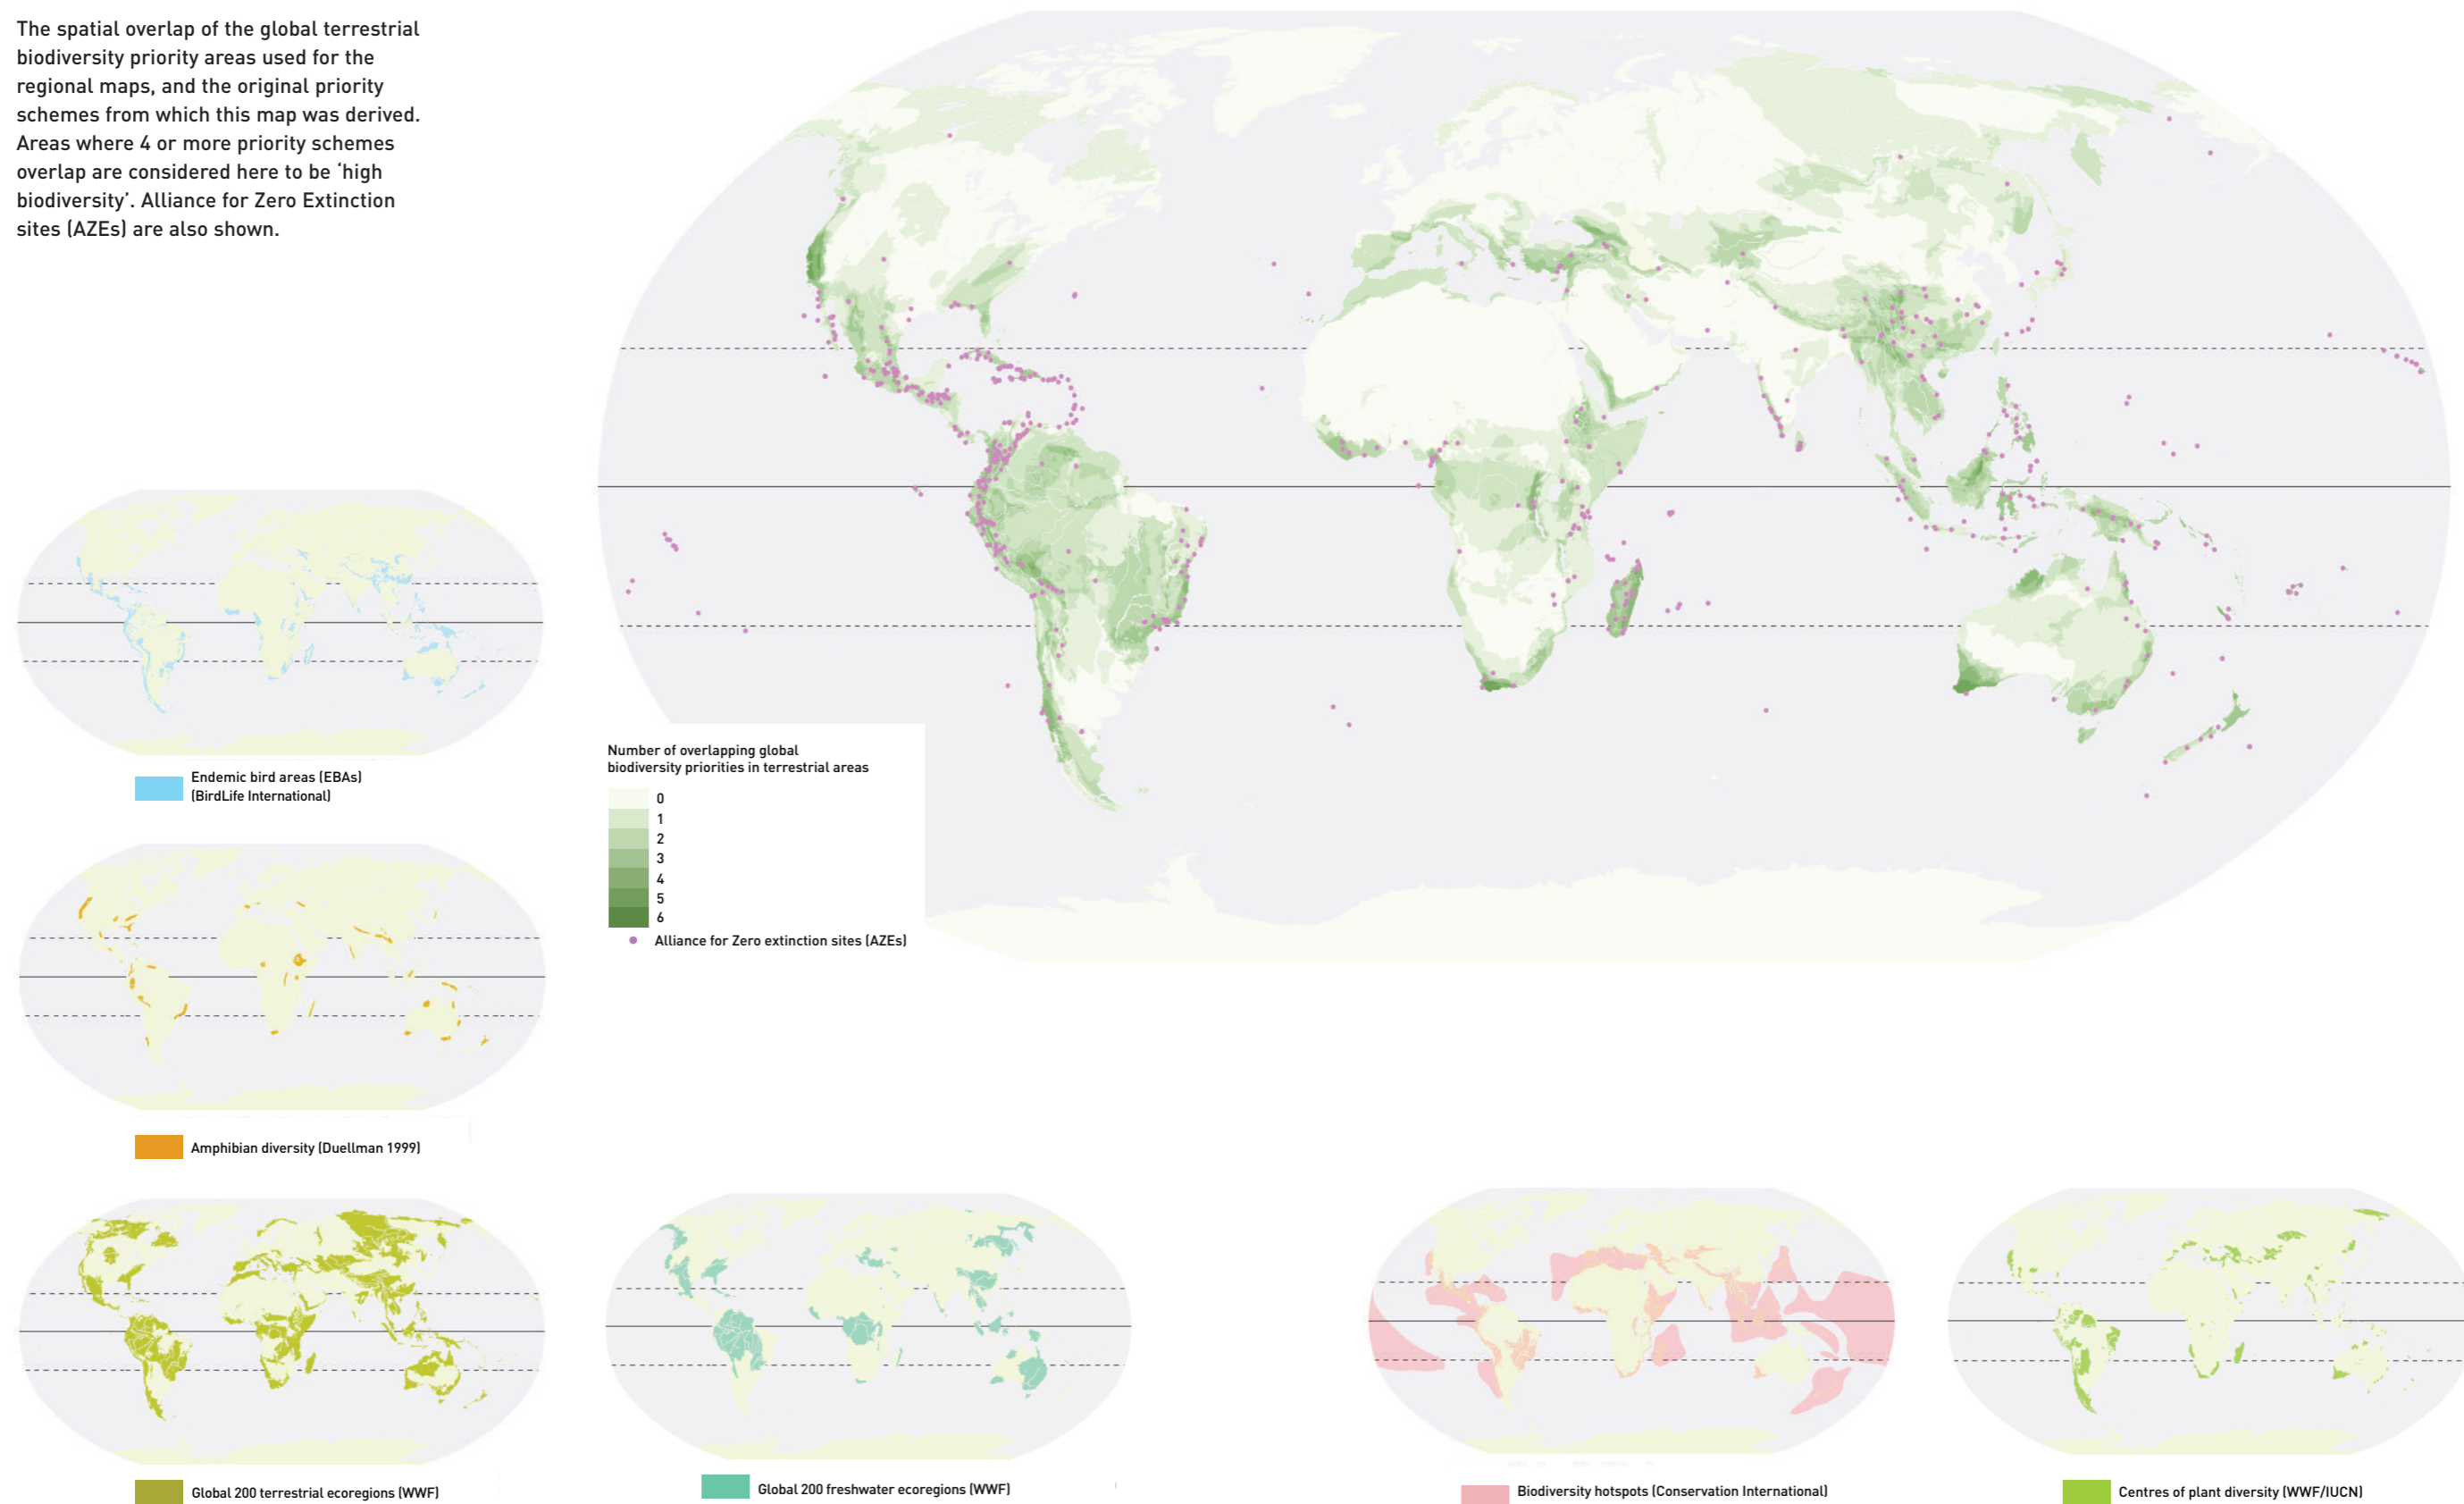 The spatial overlap of the global terrestrial
biodiversity priority areas used for the
regional maps, and the original priority
schemes from which this map was derived.
Areas where 4 or more priority schemes
overlap are considered here to be ‘high
biodiversity’. Alliance for Zero Extinction
sites (AZEs) are also shown.
Number of overlapping global
biodiversity priorities in terrestrial areas
0
1
2
3
4
5
6
Alliance for Zero extinction sites (AZEs)
Endemic bird areas (EBAs)
(BirdLife International)
Amphibian diversity (Duellman 1999)
Global 200 terrestrial ecoregions (WWF)
Global 200 freshwater ecoregions (WWF)
Biodiversity hotspots (Conservation International)
Centres of plant diversity (WWF/IUCN)